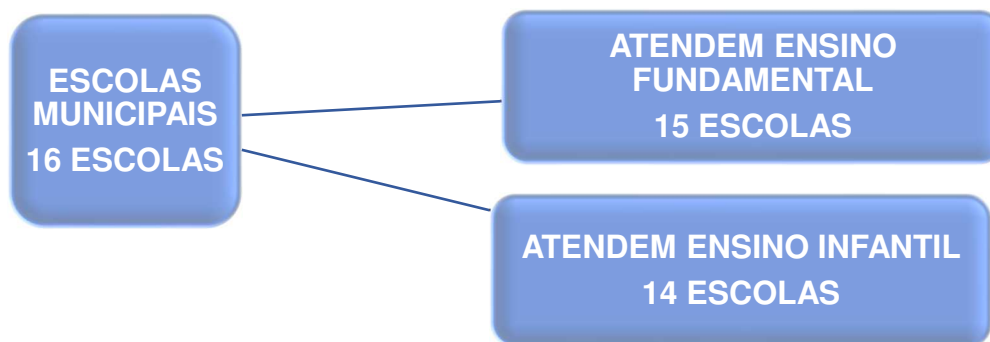 ESCOLAS
MUNICIPAIS
16 ESCOLAS
ATENDEM ENSINO
FUNDAMENTAL
15 ESCOLAS
ATENDEM ENSINO INFANTIL
14 ESCOLAS